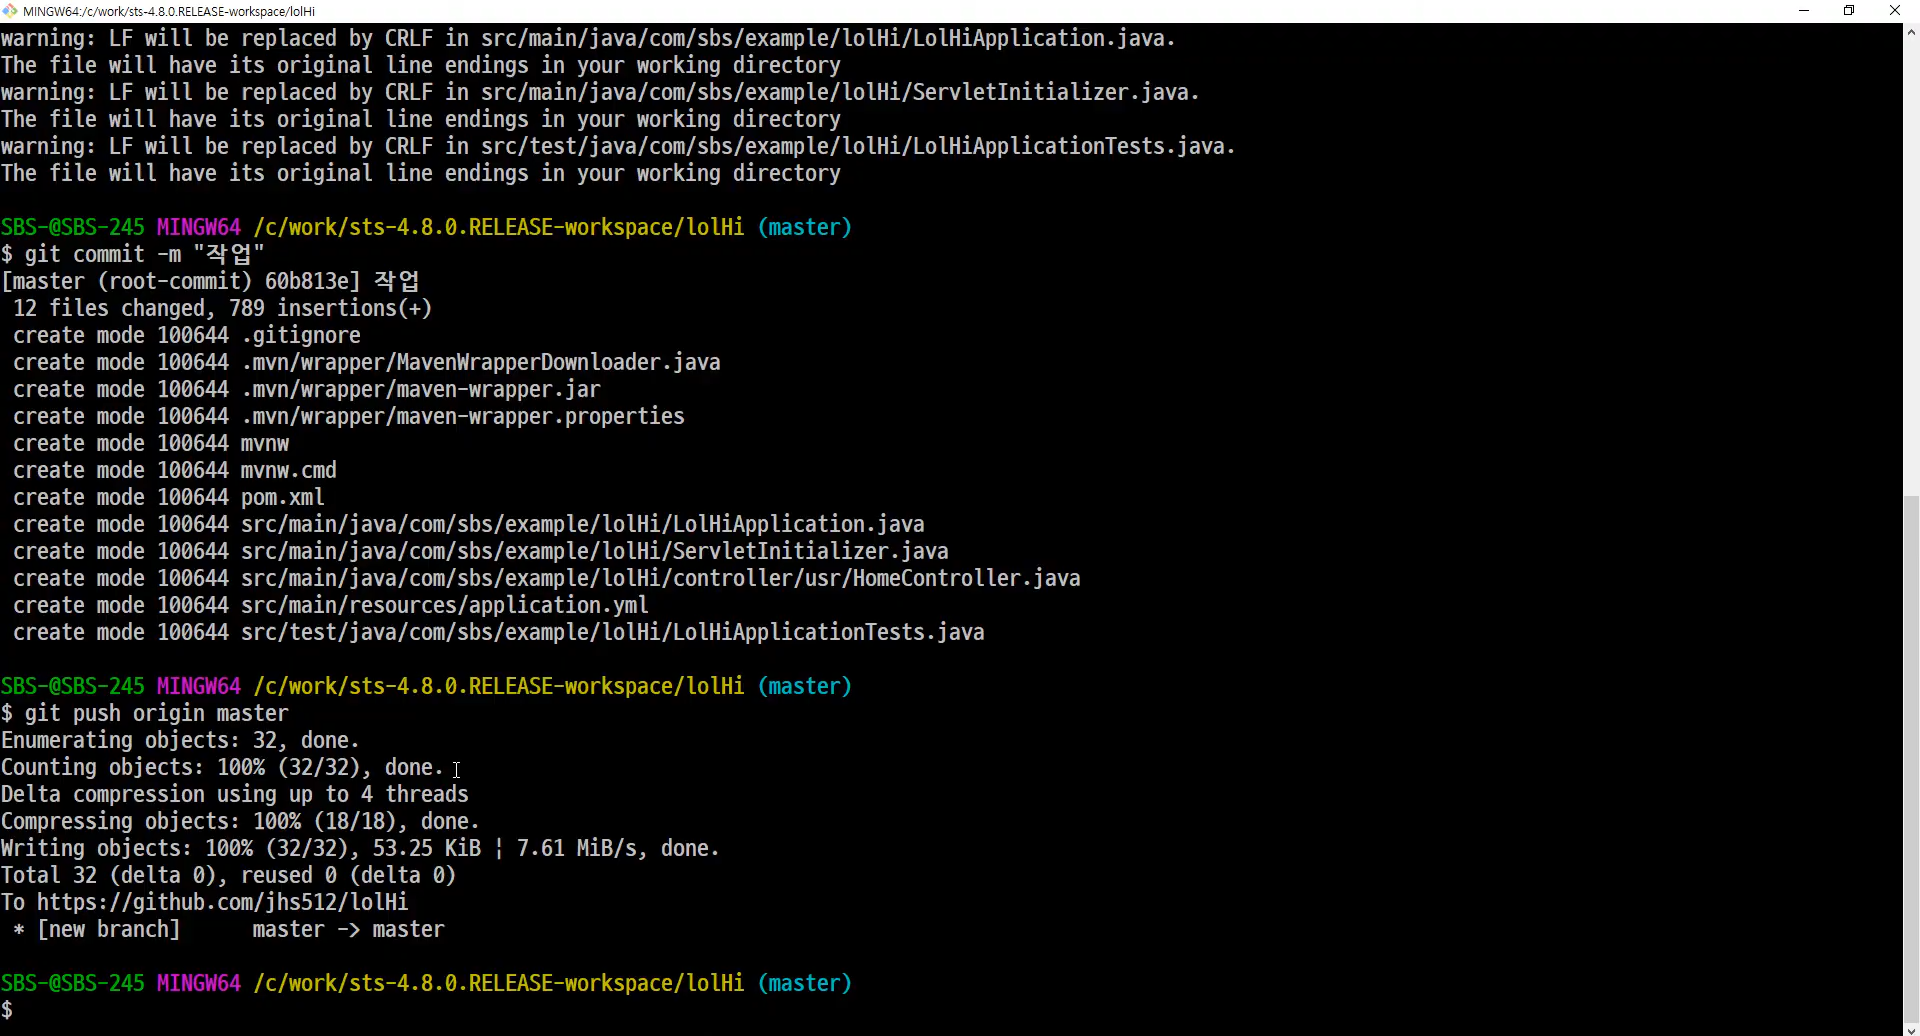 MINGW64:/c/work/sts-4.8.0.RELEASE-workspace/lolHi
warning: LF will be replaced by CRLF in src/main/java/com/sbs/example/lolHi/LolHiApplication.java.
The file will have its original line endings in your working directory
warning: LF will be replaced by CRLF in src/main/java/com/sbs/example/lolHi/ServletInitializer.java.
The file will have its original line endings in your working directory
warning: LF will be replaced by CRLF in src/test/java/com/sbs/example/lolHi/LolHiApplicationTests.java.
The file will have its original line endings in your working directory
SBS-@SBS-245 MINGW64 /c/work/sts-4.8.0.RELEASE-workspace/lolHi (master)
$ git commit -m "작업"
[master (root-commit) 60b813e] 작업
12 files changed, 789 insertions(+)
create mode 100644 .gitignore
create mode 100644 .mvn/wrapper/MavenWrapperDownloader.java
create mode 100644 .mvn/wrapper/maven-wrapper.jar
create mode 100644 .mvn/wrapper/maven-wrapper.properties
create mode 100644 mvnw
create mode 100644 mvnw.cmd
create mode 100644 pom.xml
create mode 100644 src/main/java/com/sbs/example/lolHi/LolHiApplication.java
create mode 100644 src/main/java/com/sbs/example/lolHi/ServletInitializer.java
create mode 100644 src/main/java/com/sbs/example/lolHi/controller/usr/HomeController.java
create mode 100644 src/main/resources/application.yml
create mode 100644 src/test/java/com/sbs/example/lolHi/LolHiApplicationTests.java
SBS-@SBS-245 MINGW64 /c/work/sts-4.8.0.RELEASE-workspace/lolHi (master)
$ git push origin master
Enumerating objects: 32, done.
Counting objects: 100% (32/32), done.
Delta compression using up to 4 threads
Compressing objects: 100% (18/18), done.
Writing objects: 100% (32/32), 53.25 KiB ¦ 7.61 MiB/s, done.
Total 32 (delta 0), reused 0 (delta 0)
To https://github.com/jhs512/lolHi
* [new branch]      master -> master
SBS-@SBS-245 MINGW64 /c/work/sts-4.8.0.RELEASE-workspace/lolHi (master)
$